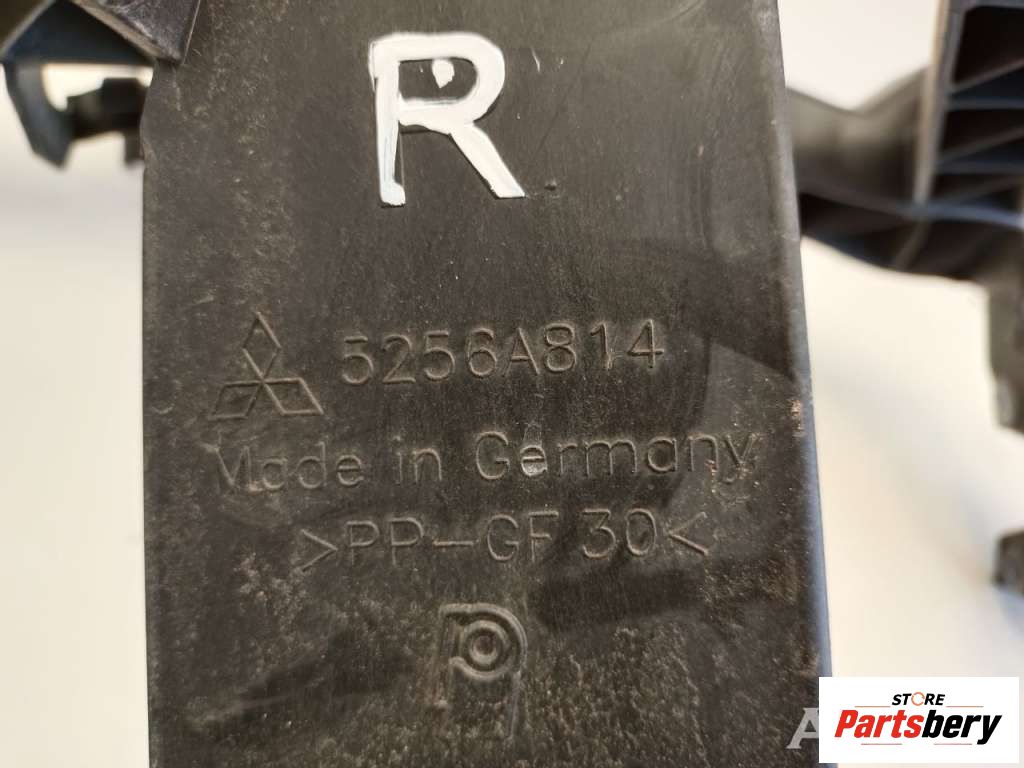 R
5256A814
Made in Germany
>PP-GF 30<
STORE
Partsbery